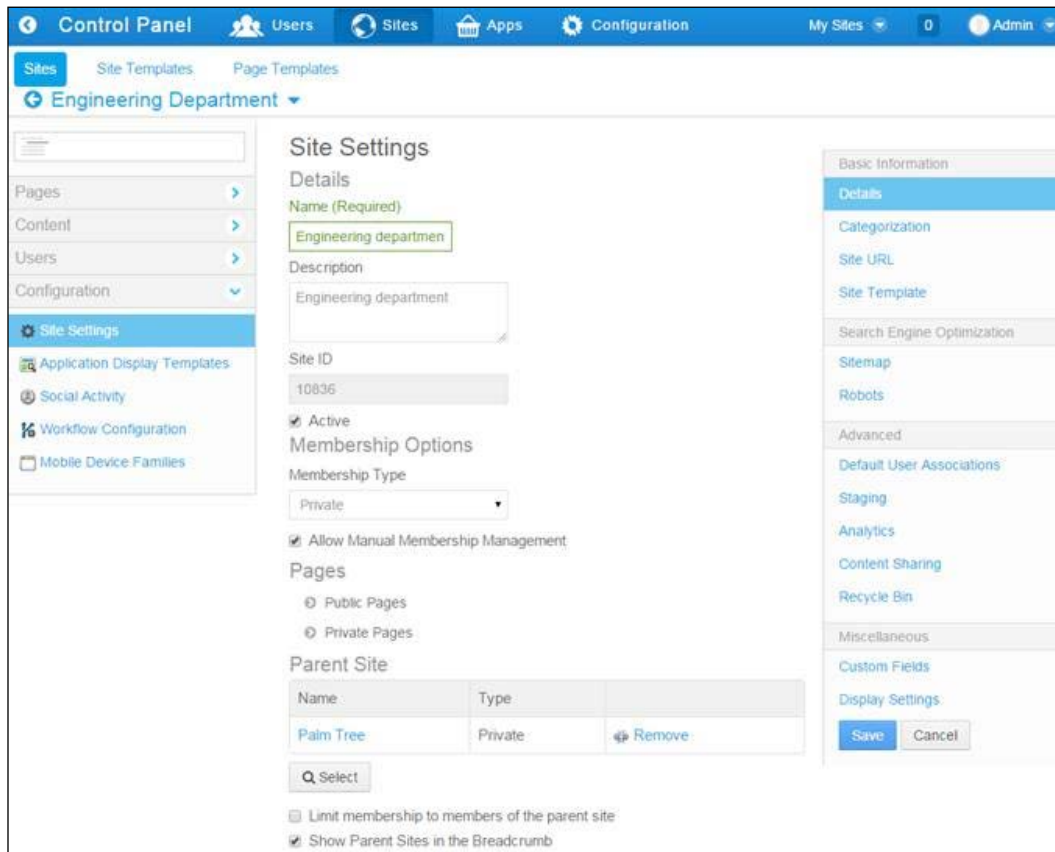 Control Panel Users Sites Apps Configuration My Sites 0 Admin
Sites Site Templates Page Templates
Engineering Department
Pages
Content
Users
Configuration
Site Settings
Application Display Templates
Social Activity
Workflow Configuration
Mobile Device Families
Site Settings
Details
Name (Required)
Engineering departmen
Description
Engineering department
Site ID
10836
Active
Membership Options
Membership Type
Private
Allow Manual Membership Management
Pages
Public Pages
Private Pages
Parent Site
Name Type
Palm Tree Private Remove
Select
Limit membership to members of the parent site
Show Parent Sites in the Breadcrumb
Basic Information
Details
Categorization
Site URL
Site Template
Search Engine Optimization
Sitemap
Robots
Advanced
Default User Associations
Staging
Analytics
Content Sharing
Recycle Bin
Miscellaneous
Custom Fields
Display Settings
Save Cancel